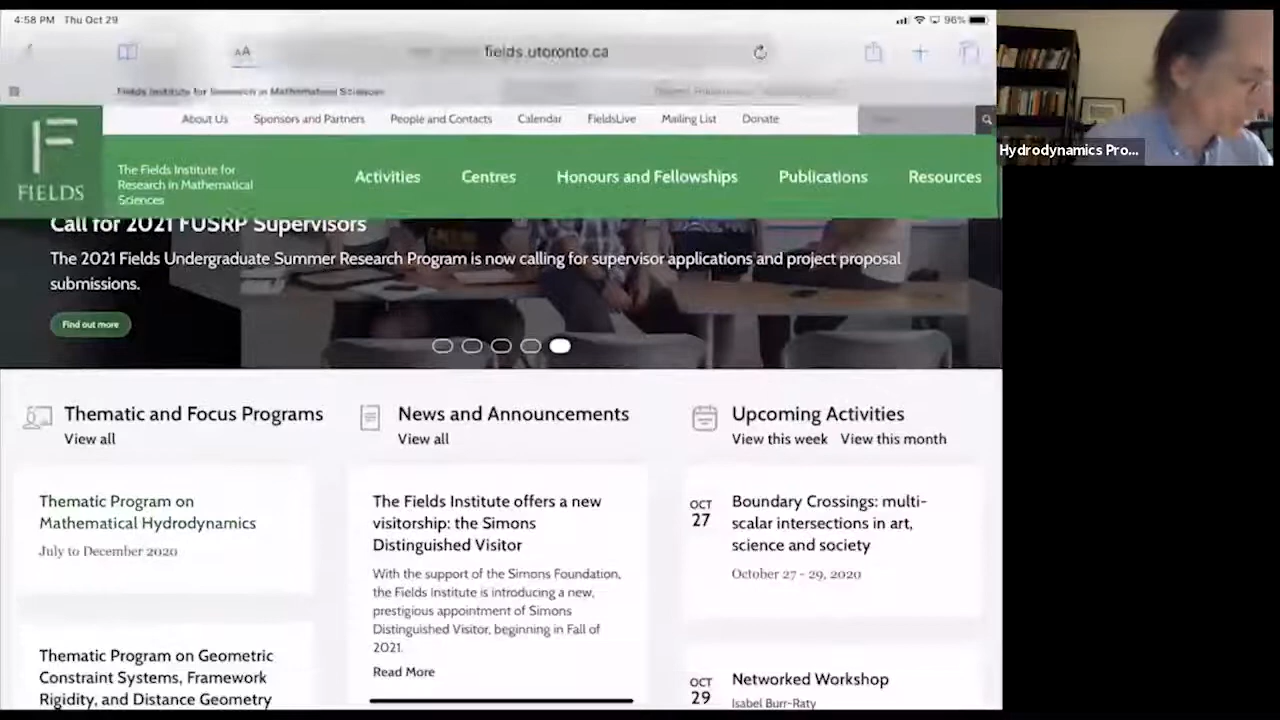 4:58 PM Thu Oct 29
96%
AA
fields.utoronto.ca
Fields Institute for Research in Mathematical Sciences
About Us Sponsors and Partners People and Contacts Calendar FieldsLive Mailing List Donate
FIELDS
The Fields Institute for
Research in Mathematical
Sciences
Activities Centres Honours and Fellowships Publications Resources
Call for 2021 FUSRP Supervisors
The 2021 Fields Undergraduate Summer Research Program is now calling for supervisor applications and project proposal
submissions.
Find out more
Thematic and Focus Programs
View all
Thematic Program on
Mathematical Hydrodynamics
July to December 2020
Thematic Program on Geometric
Constraint Systems, Framework
Rigidity, and Distance Geometry
News and Announcements
View all
The Fields Institute offers a new
visitorship: the Simons
Distinguished Visitor
With the support of the Simons Foundation,
the Fields Institute is introducing a new,
prestigious appointment of Simons
Distinguished Visitor, beginning in Fall of
2021.
Read More
Upcoming Activities
View this week View this month
OCT
27
Boundary Crossings: multi-
scalar intersections in art,
science and society
October 27 - 29, 2020
OCT
29
Networked Workshop
Isabel Burr-Raty
Hydrodynamics Pro...